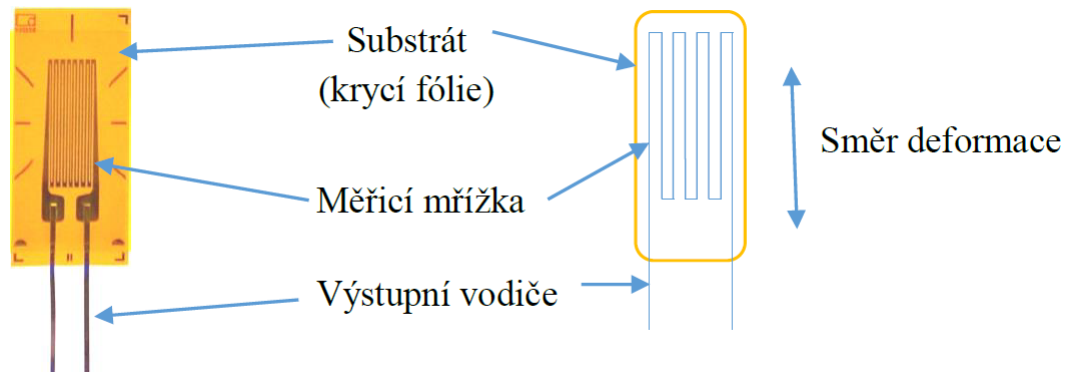 Substrát
(krycí fólie)
Směr deformace
Měřicí mřížka
Výstupní vodiče